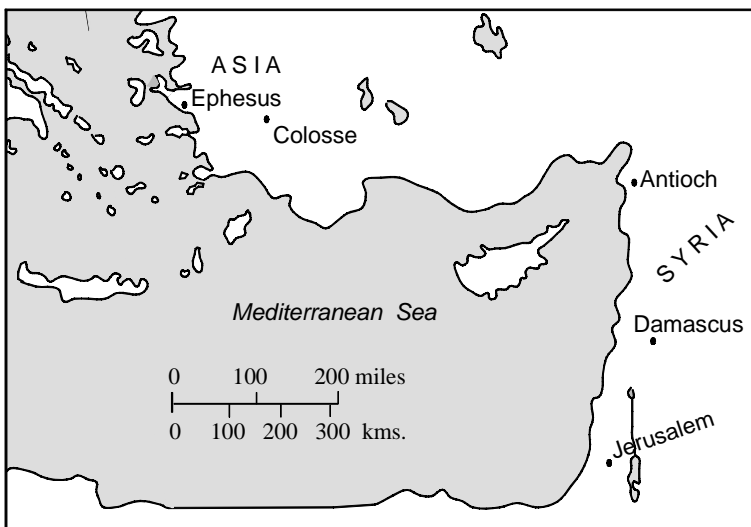 ASIA
Ephesus
Colosse
Antioch
SYRIA
Mediterranean Sea
Damascus
0 100 200 miles
0 100 200 300 kms.
Jerusalem